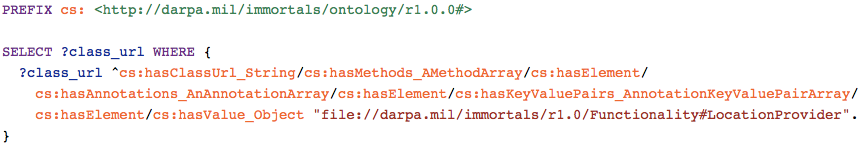 PREFIX cs: <http://darpa.mil/immortals/ontology/r1.0.0#>
SELECT ?class_url WHERE {
?class_url ^cs:hasClassUrl_String/cs:hasMethods_AMethodArray/cs:hasElement/
cs:hasAnnotations_AnAnnotationArray/cs:hasElement/cs:hasKeyValuePairs_AnnotationKeyValuePairArray/
cs:hasElement/cs:hasValue_Object "file://darpa.mil/immortals/r1.0/Functionality#LocationProvider".
}